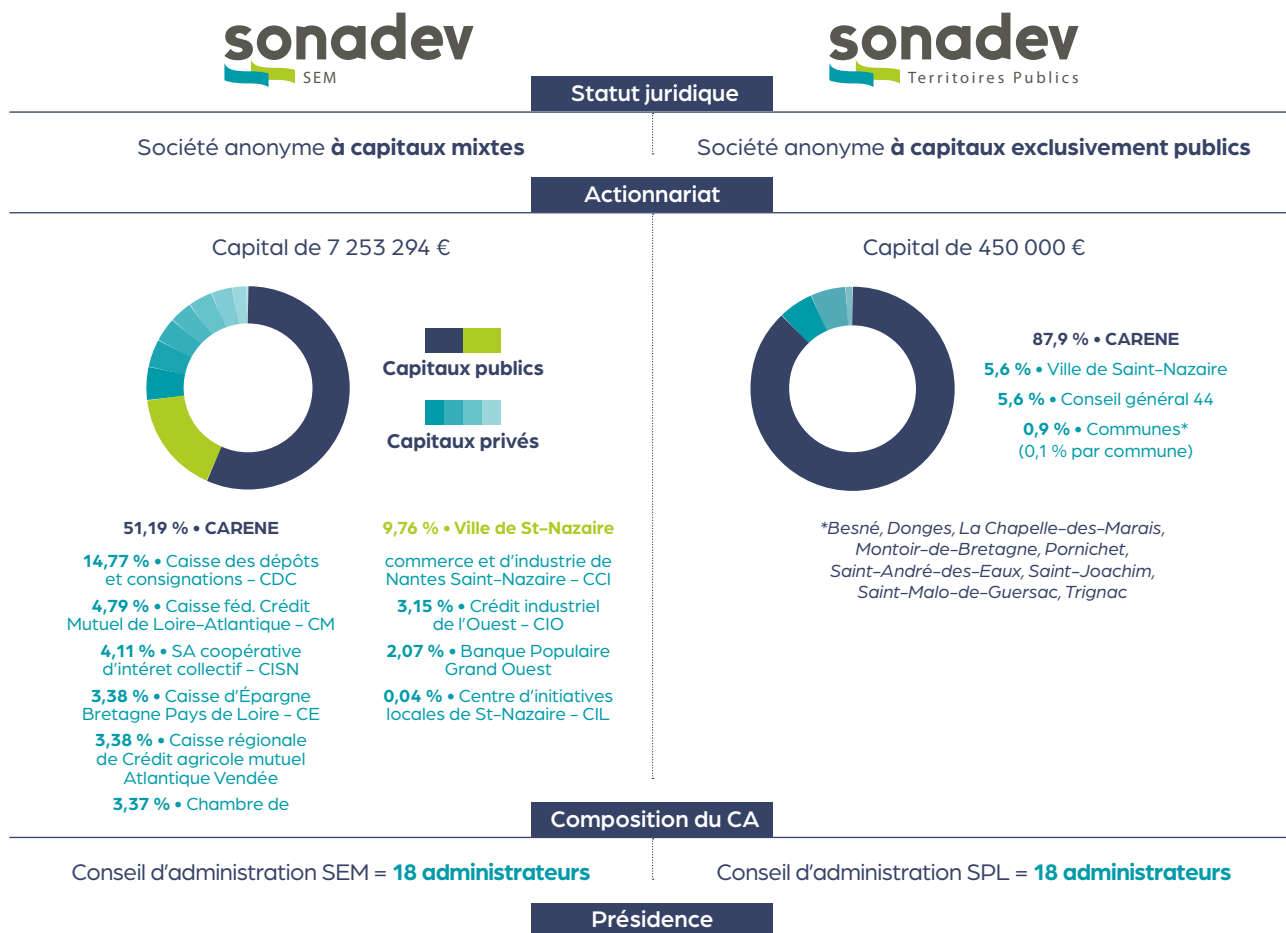 sonadev
SEM
sonadev
Territoires Publics
Statut juridique
Société anonyme à capitaux mixtes
Société anonyme à capitaux exclusivement publics
Actionnariat
Capital de 7 253 294 €
Capitaux publics
Capitaux privés
51,19 % • CARENE
14,77 % • Caisse des dépôts
et consignations - CDC
4,79 % • Caisse féd. Crédit
Mutuel de Loire-Atlantique - CM
4,11 % • SA coopérative
d'intéret collectif - CISN
3,38 % • Caisse d'Épargne
Bretagne Pays de Loire - CE
3,38 % • Caisse régionale
de Crédit agricole mutuel
Atlantique Vendée
3,37 % • Chambre de
9,76 % • Ville de St-Nazaire
commerce et d'industrie de
Nantes Saint-Nazaire - CCI
3,15 % • Crédit industriel
de l'Ouest - CIO
2,07 % • Banque Populaire
Grand Ouest
0,04 % • Centre d'initiatives
locales de St-Nazaire - CIL
Capital de 450 000 €
87,9 % • CARENE
5,6 % • Ville de Saint-Nazaire
5,6 % • Conseil général 44
0,9 % • Communes*
(0,1 % par commune)
*Besné, Donges, La Chapelle-des-Marais,
Montoir-de-Bretagne, Pornichet,
Saint-André-des-Eaux, Saint-Joachim,
Saint-Malo-de-Guersac, Trignac
Composition du CA
Conseil d'administration SEM = 18 administrateurs
Conseil d'administration SPL = 18 administrateurs
Présidence